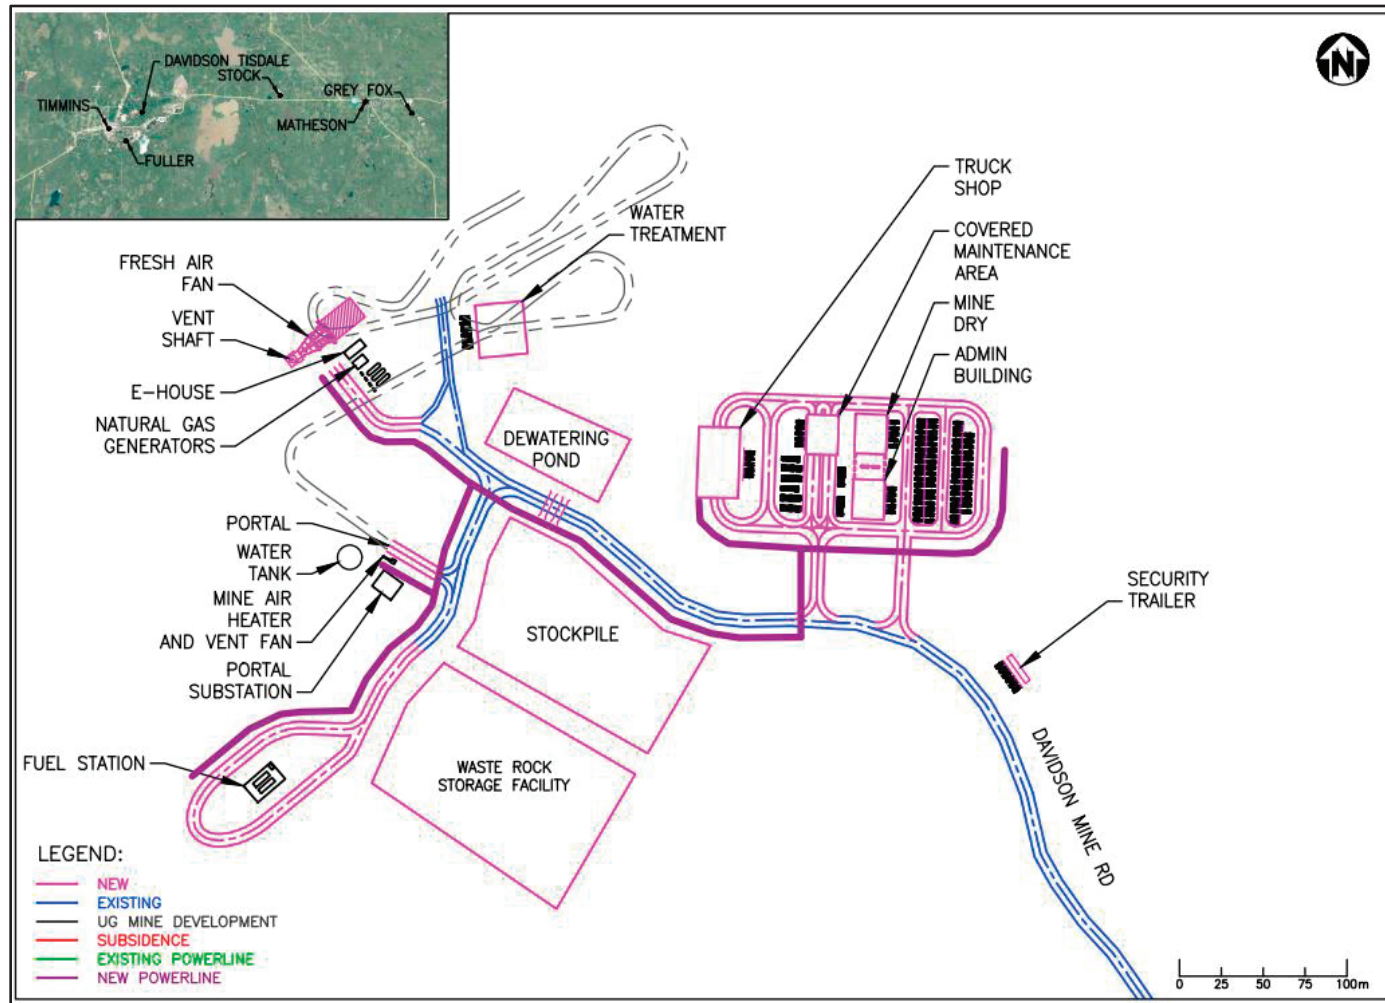 N
DAVIDSON TISDALE
STOCK
GREY FOX
TIMMINS
MATHESON
FULLER
TRUCK
SHOP
WATER
TREATMENT
COVERED
MAINTENANCE
AREA
FRESH AIR
FAN
MINE
DRY
VENT
SHAFT
ADMIN
BUILDING
E-HOUSE
NATURAL GAS
GENERATORS
DEWATERING
POND
PORTAL
WATER
TANK
MINE AIR
HEATER
AND VENT FAN
PORTAL
SUBSTATION
STOCKPILE
SECURITY
TRAILER
FUEL STATION
WASTE ROCK
STORAGE FACILITY
DAVIDSON MINE RD
LEGEND:
NEW
EXISTING
UG MINE DEVELOPMENT
SUBSIDENCE
EXISTING POWERLINE
NEW POWERLINE
0 25 50 75 100m